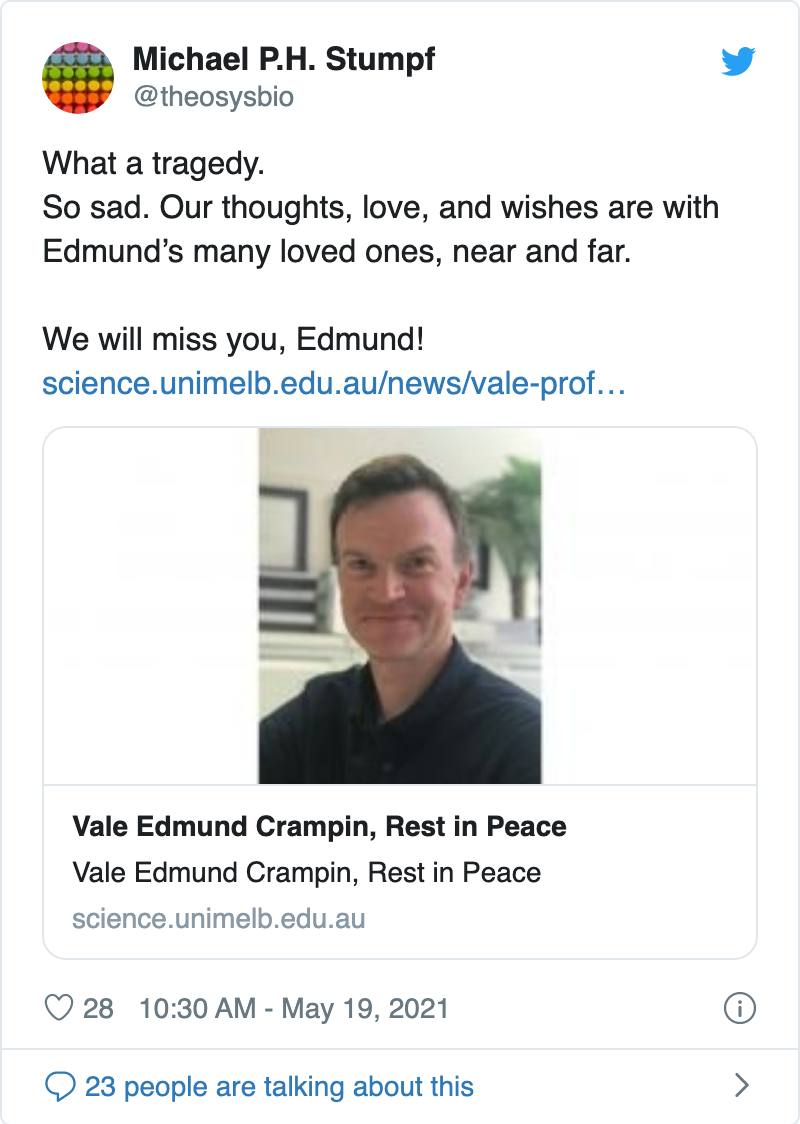 Michael P.H. Stumpf
@theosysbio
What a tragedy.
So sad. Our thoughts, love, and wishes are with
Edmund’s many loved ones, near and far.
We will miss you, Edmund!
science.unimelb.edu.au/news/vale-prof…
Vale Edmund Crampin, Rest in Peace
Vale Edmund Crampin, Rest in Peace
science.unimelb.edu.au
28 10:30 AM - May 19, 2021
23 people are talking about this